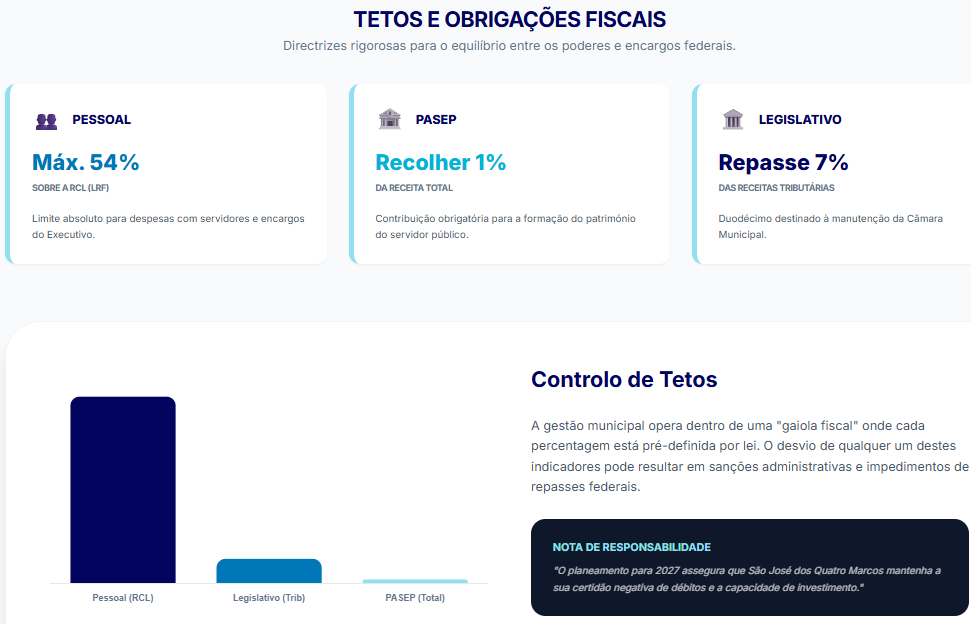 TETOS E OBRIGAÇÕES FISCAIS
Directrizes rigorosas para o equilíbrio entre os poderes e encargos federais.
PESSOAL
Máx. 54%
SOBRE A RCL (LRF)
Limite absoluto para despesas com servidores e encargos
do Executivo.
PASEP
Recolher 1%
DA RECEITA TOTAL
Contribuição obrigatória para a formação do património
do servidor público.
LEGISLATIVO
Repasse 7%
DAS RECEITAS TRIBUTÁRIAS
Duodécimo destinado à manutenção da Câmara
Municipal.
Pessoal (RCL)
Legislativo (Trib)
PASEP (Total)
Controlo de Tetos
A gestão municipal opera dentro de uma "gaiola fiscal" onde cada
percentagem está pré-definida por lei. O desvio de qualquer um destes
indicadores pode resultar em sanções administrativas e impedimentos de
repasses federais.
NOTA DE RESPONSABILIDADE
"O planeamento para 2027 assegura que São José dos Quatro Marcos mantenha a
sua certidão negativa de débitos e a capacidade de investimento."